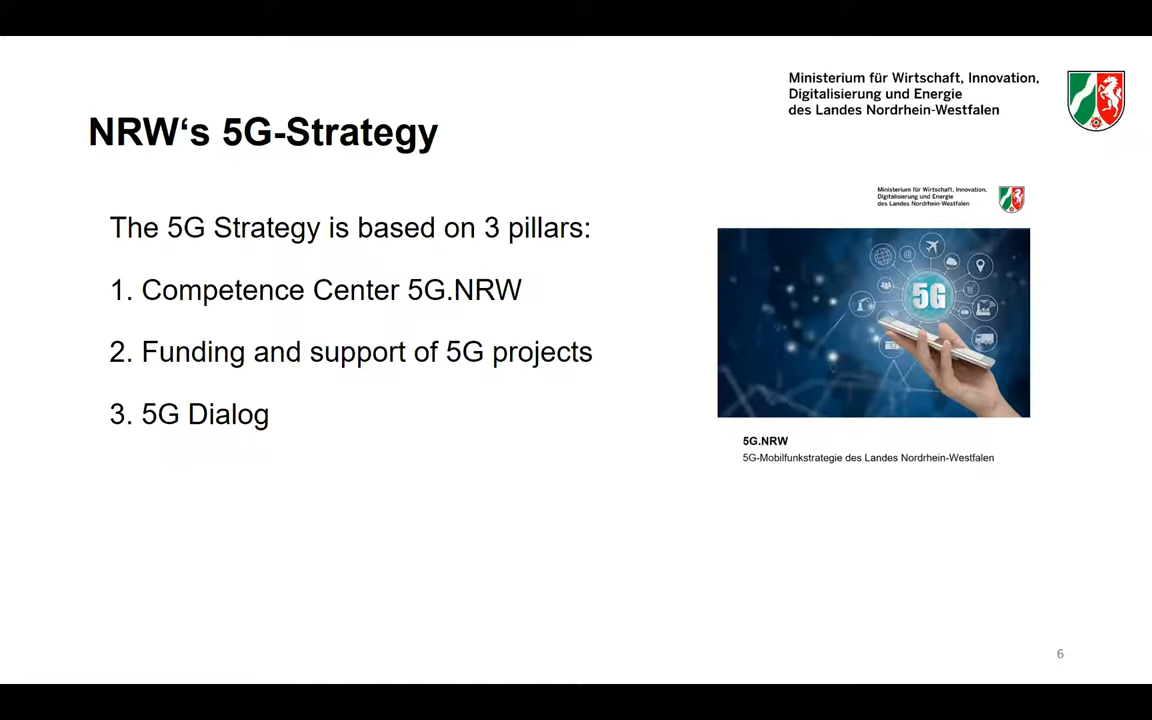 Ministerium für Wirtschaft, Innovation,
Digitalisierung und Energie
des Landes Nordrhein-Westfalen
NRW‘s 5G-Strategy
The 5G Strategy is based on 3 pillars:
1. Competence Center 5G.NRW
2. Funding and support of 5G projects
3. 5G Dialog
Ministerium für Wirtschaft, Innovation,
Digitalisierung und Energie
des Landes Nordrhein-Westfalen
5G
5G.NRW
5G-Mobilfunkstrategie des Landes Nordrhein-Westfalen
6